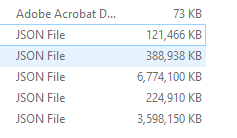 Adobe Acrobat D... 73 KB
JSON File 121,466 KB
JSON File 388,938 KB
JSON File 6,774,100 KB
JSON File 224,910 KB
JSON File 3,598,150 KB